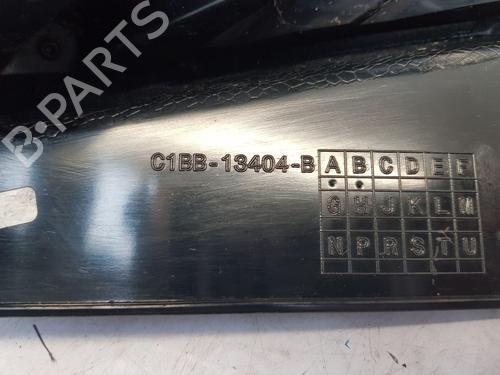 B-PARTS
C1BB-13404-B A B C D E F
G H J K L M
N P R S T U